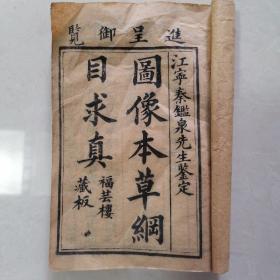 進呈御覽
江寧秦鑑泉先生鑒定
圖像本草綱
目求真
福芸樓
藏板